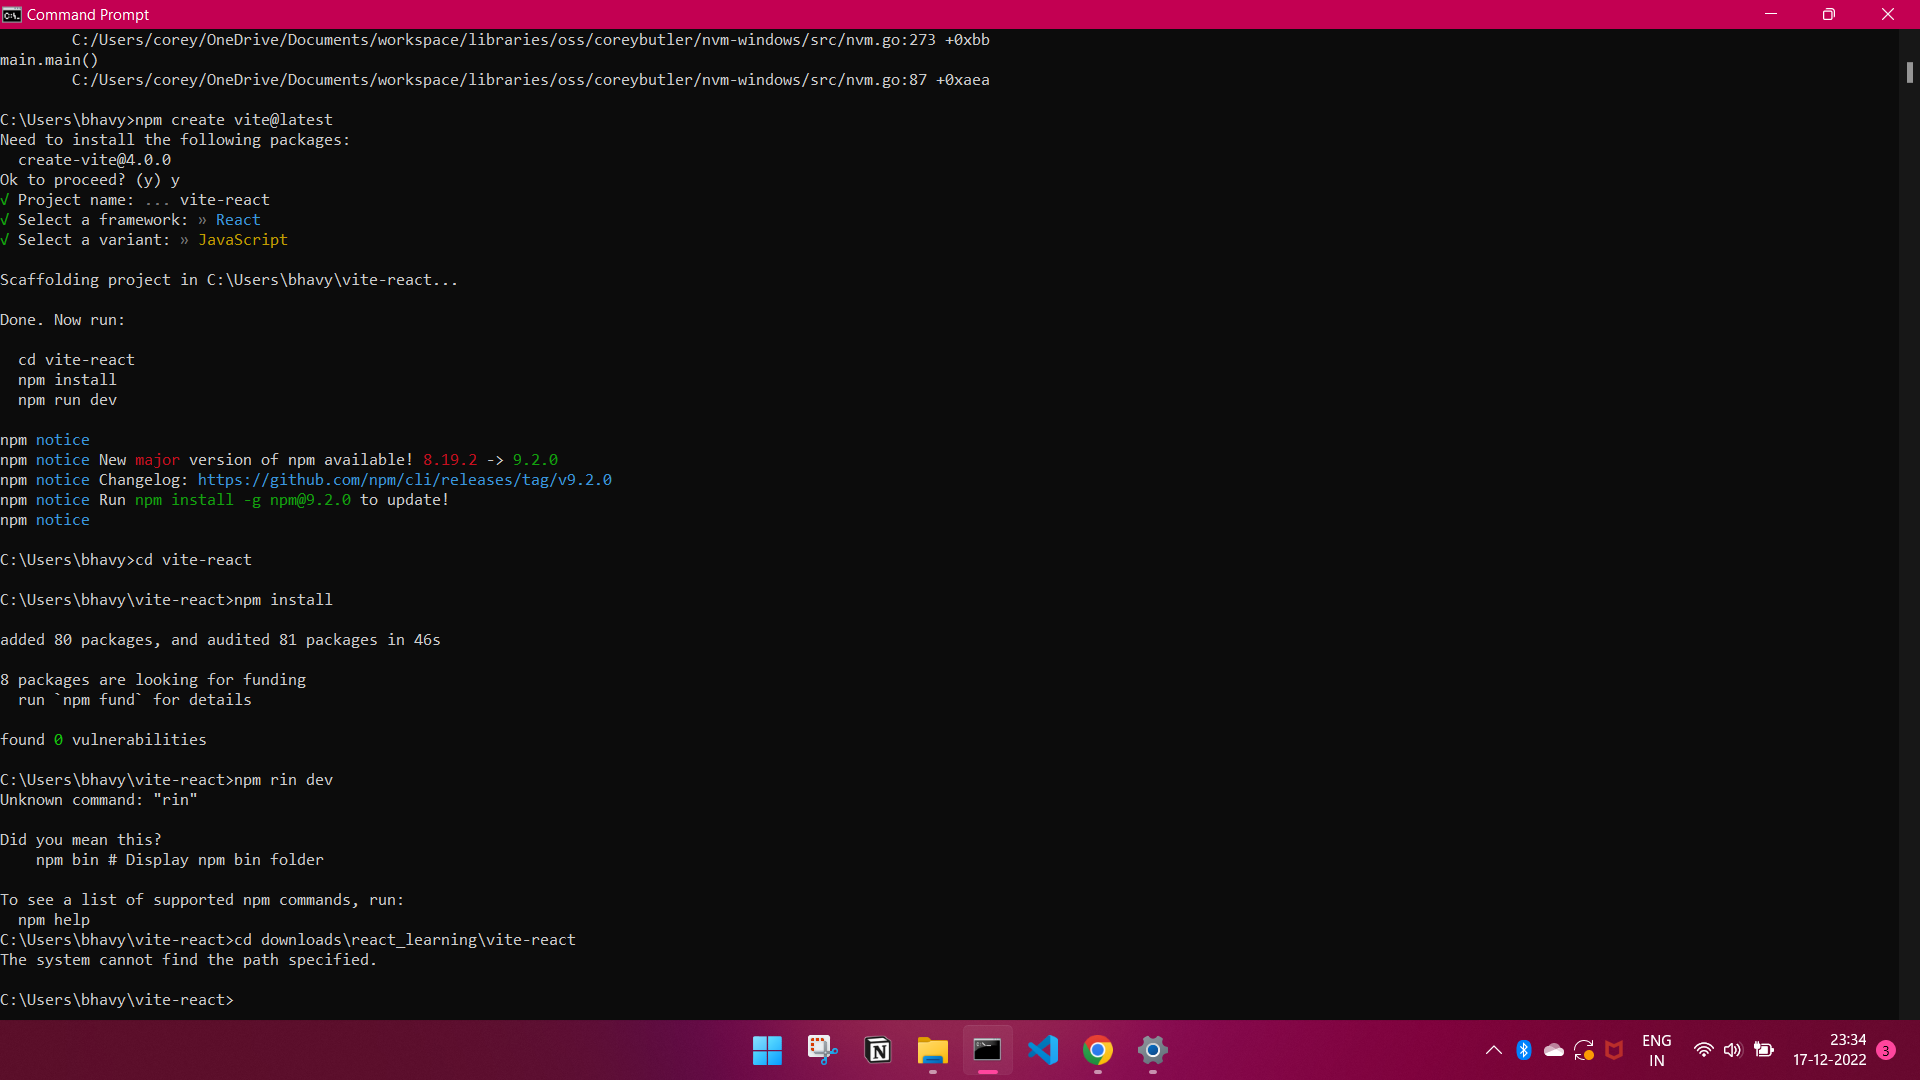 Command Prompt
C:/Users/corey/OneDrive/Documents/workspace/libraries/oss/coreybutler/nvm-windows/src/nvm.go:273 +0xbb
main.main()
C:/Users/corey/OneDrive/Documents/workspace/libraries/oss/coreybutler/nvm-windows/src/nvm.go:87 +0xaea
C:\Users\bhavy>npm create vite@latest
Need to install the following packages:
create-vite@4.0.0
Ok to proceed? (y) y
√ Project name: ... vite-react
√ Select a framework: » React
√ Select a variant: » JavaScript
Scaffolding project in C:\Users\bhavy\vite-react...
Done. Now run:
cd vite-react
npm install
npm run dev
npm notice
npm notice New major version of npm available! 8.19.2 -> 9.2.0
npm notice Changelog: https://github.com/npm/cli/releases/tag/v9.2.0
npm notice Run npm install -g npm@9.2.0 to update!
npm notice
C:\Users\bhavy>cd vite-react
C:\Users\bhavy\vite-react>npm install
added 80 packages, and audited 81 packages in 46s
8 packages are looking for funding
run `npm fund` for details
found 0 vulnerabilities
C:\Users\bhavy\vite-react>npm rin dev
Unknown command: "rin"
Did you mean this?
npm bin # Display npm bin folder
To see a list of supported npm commands, run:
npm help
C:\Users\bhavy\vite-react>cd downloads\react_learning\vite-react
The system cannot find the path specified.
C:\Users\bhavy\vite-react>
ENG
IN
23:34
17-12-2022
3